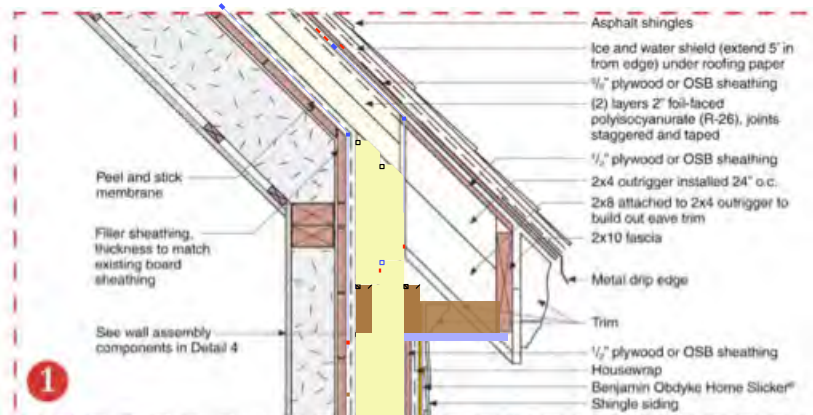 Asphalt shingles
Ice and water shield (extend 5' in
from edge) under roofing paper
⁵/₈" plywood or OSB sheathing
(2) layers 2" foil-faced
polyisocyanurate (R-26), joints
staggered and taped
¹/₂" plywood or OSB sheathing
2x4 outrigger installed 24" o.c.
2x8 attached to 2x4 outrigger to
build out eave trim
2x10 fascia
Metal drip edge
Trim
¹/₂" plywood or OSB sheathing
Housewrap
Benjamin Obdyke Home Slicker®
Shingle siding
Peel and stick
membrane
Filler sheathing,
thickness to match
existing board
sheathing
See wall assembly
components in Detail 4
1